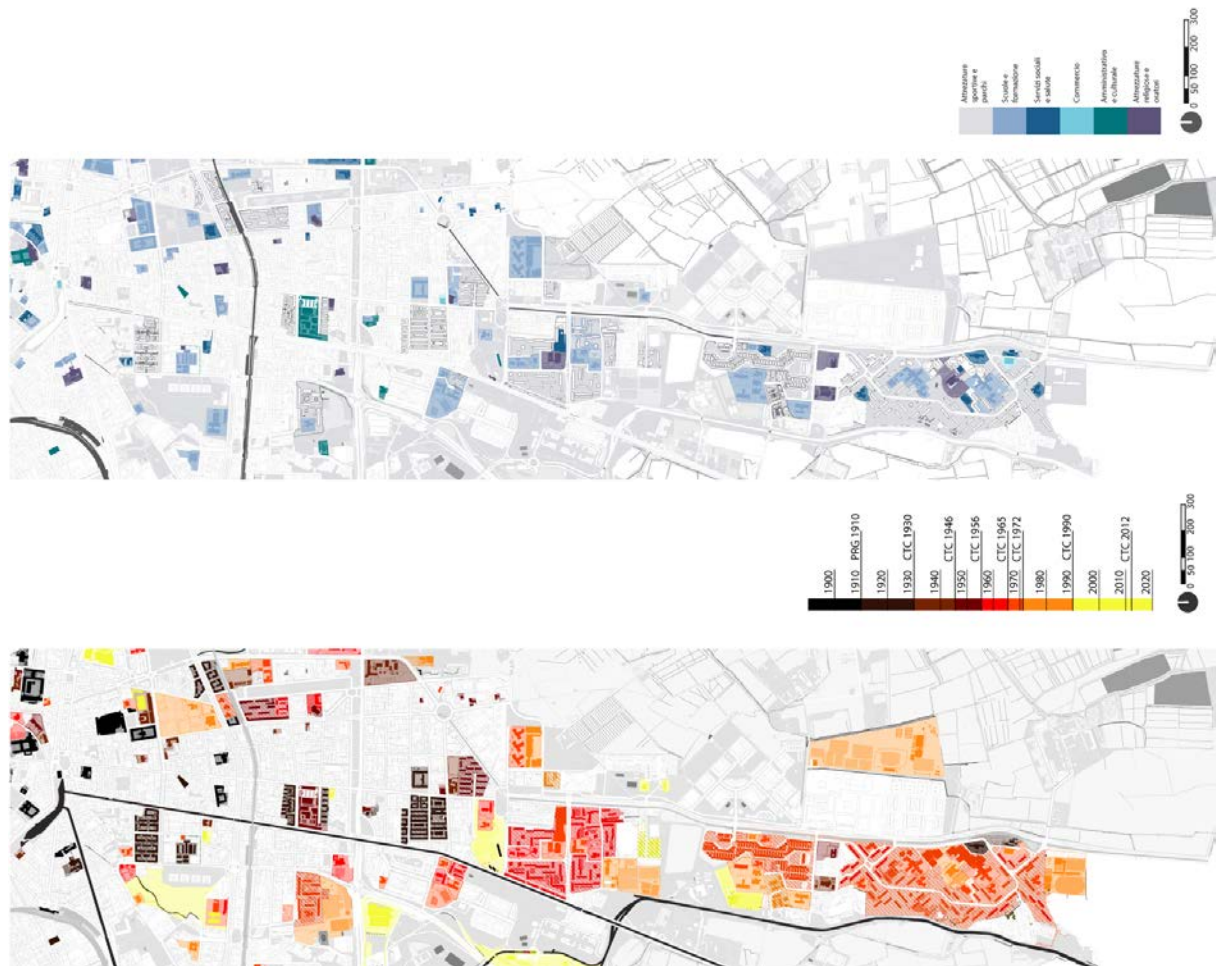 Attrezzature
sportive e
parchi
Scuole e
formazione
Servizi sociali
e salute
Commercio
Amministrativo
e culturale
Attrezzature
religiose e
oratori
0 50 100 200 300
1900
1910
PRG 1910
1920
1930
CTC 1930
1940
CTC 1946
1950
CTC 1956
1960
CTC 1965
1970
CTC 1972
1980
1990
CTC 1990
2000
2010
CTC 2012
2020
0 50 100 200 300